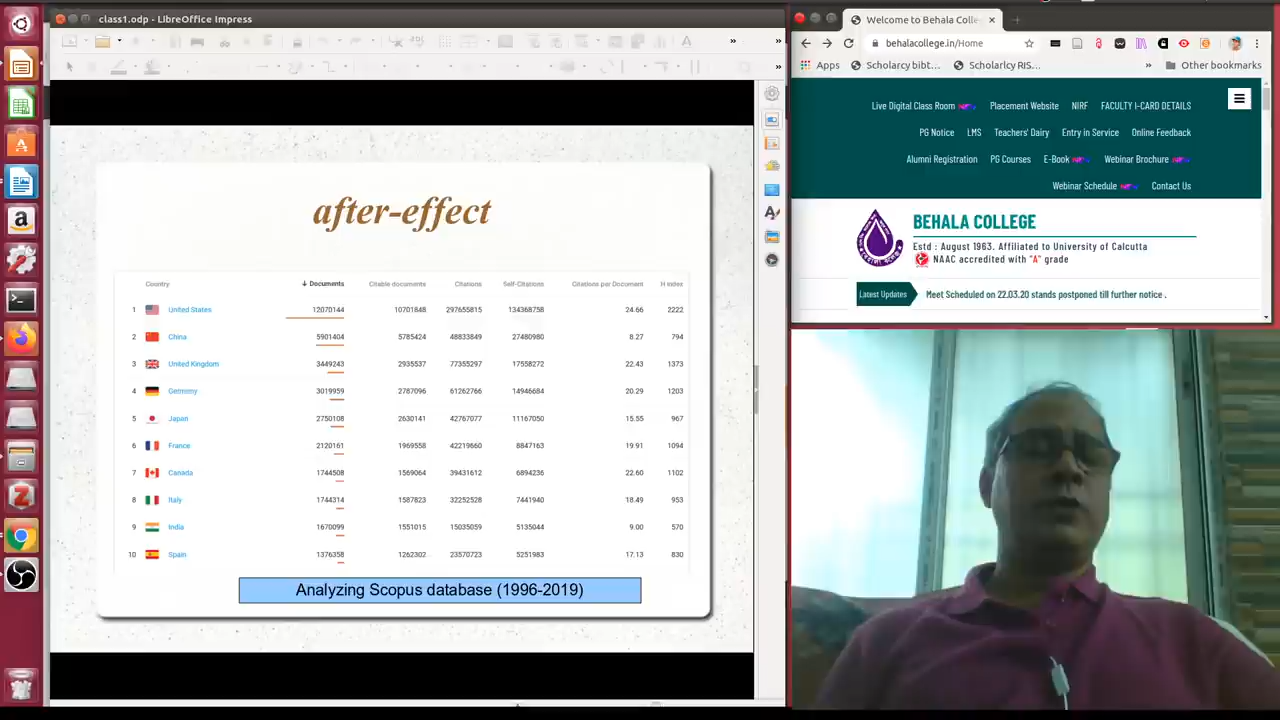 class1.odp - LibreOffice Impress
after-effect
Country ↓ Documents Citable documents Citations Self-Citations Citations per Document H index
1 United States 12070144 10701848 297655815 134368758 24.66 2222
2 China 5901404 5785424 48833849 27480980 8.27 794
3 United Kingdom 3449243 2935537 77355297 17558272 22.43 1373
4 Germany 3019959 2787096 61262766 14946684 20.29 1203
5 Japan 2750108 2630141 42767077 11167050 15.55 967
6 France 2120161 1969558 42219660 8847163 19.91 1094
7 Canada 1744508 1569064 39431612 6894236 22.60 1102
8 Italy 1744314 1587823 32252528 7441940 18.49 953
9 India 1670099 1551015 15035059 5135044 9.00 570
10 Spain 1376358 1262302 23570723 5251983 17.13 830
Analyzing Scopus database (1996-2019)
Welcome to Behala Colle
behalacollege.in/Home
Apps Scholarcy bibt... Scholarlcy RIS... » Other bookmarks
Live Digital Class Room Placement Website NIRF FACULTY I-CARD DETAILS
PG Notice LMS Teachers' Dairy Entry in Service Online Feedback
Alumni Registration PG Courses E-Book Webinar Brochure
Webinar Schedule Contact Us
BEHALA COLLEGE
Estd : August 1963. Affiliated to University of Calcutta
NAAC accredited with "A" grade
Latest Updates Meet Scheduled on 22.03.20 stands postponed till further notice .